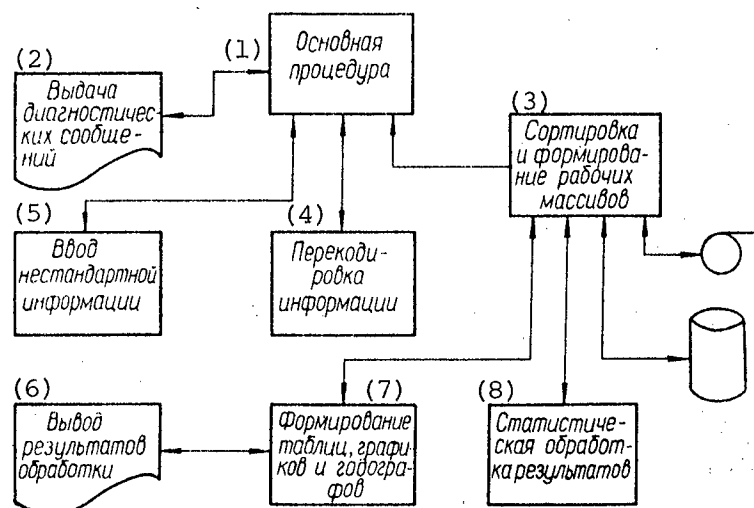 (1)
Основная
процедура
(2)
Выдача
диагностичес-
ких сообще-
ний
(3)
Сортировка
и формирова-
ние рабочих
массивов
(5)
Ввод
нестандартной
информации
(4)
Перекоди-
ровка
информации
(6)
Вывод
результатов
обработки
(7)
Формирование
таблиц, графи-
ков и годогра-
фов
(8)
Статистиче-
ская обработ-
ка результатов